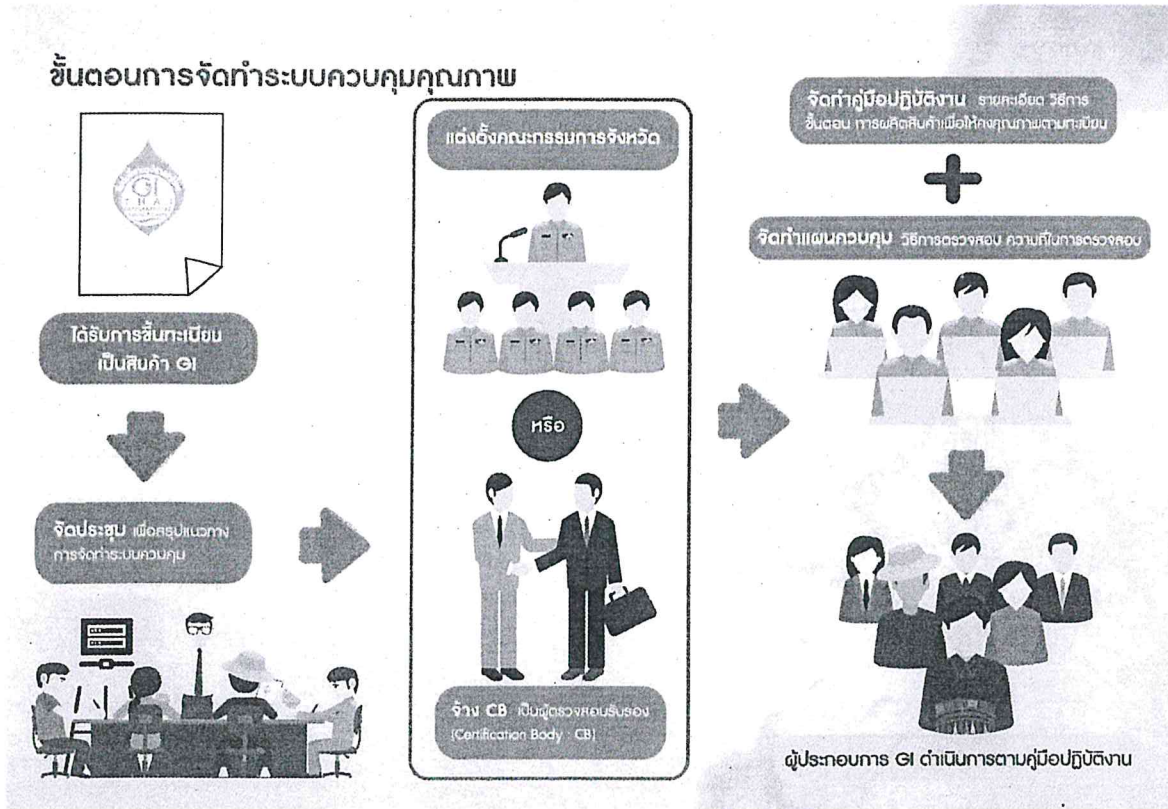 ขั้นตอนการจัดทำระบบควบคุมคุณภาพ
GI
THAI
ได้รับการขึ้นทะเบียน
เป็นสินค้า GI
จัดประชุม เพื่อสรุปแนวทาง
การจัดทำระบบควบคุม
แต่งตั้งคณะกรรมการจังหวัด
หรือ
จ้าง CB เป็นผู้ตรวจสอบรับรอง
(Certification Body : CB)
จัดทำคู่มือปฏิบัติงาน รายละเอียด วิธีการ
ขั้นตอน การผลิตสินค้าเพื่อให้คงคุณภาพตามทะเบียน
จัดทำแผนควบคุม วิธีการตรวจสอบ ความถี่ในการตรวจสอบ
ผู้ประกอบการ GI ดำเนินการตามคู่มือปฏิบัติงาน